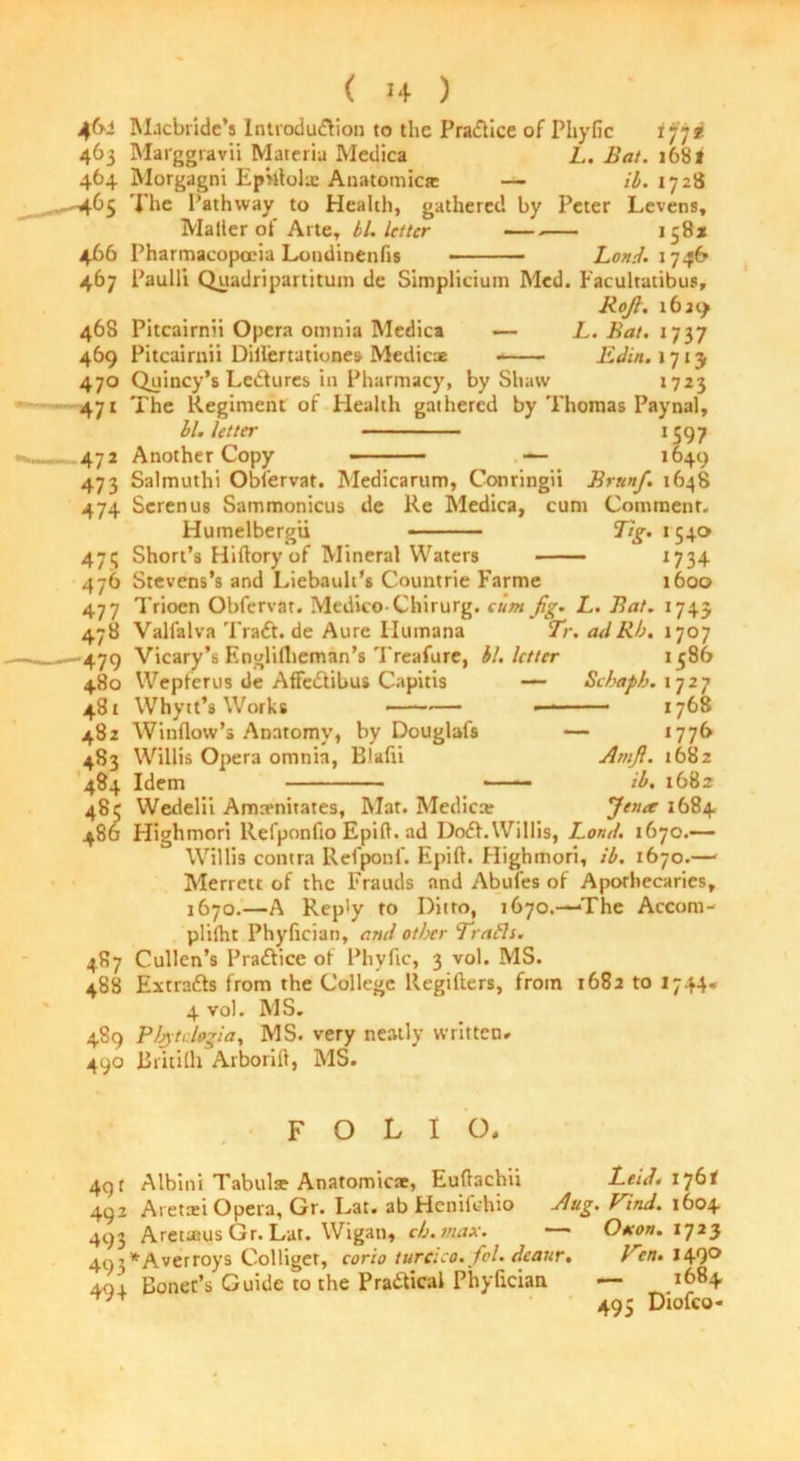 ( 14 )
462 Macbride's Introduction to the Practice of Phyſic 1772
463 Marggravii Materia Medica L. Bat. 1682
464 Morgagni Epiſtolæ Anatomicæ — ib. 1728
465 The Pathway to Health, gathered by Peter Levens,
Maſter of Arte, bl. letter —— 1582
466 Pharmacopœia Londinenſis —— Lond. 1746
467 Paulli Quadripartitum de Simplicium Med. Facultatibus,
Roſt. 1629
468 Pitcairnii Opera omnia Medica — L. Bat. 1737
469 Pitcairnii Diſſertationes Medicæ —— Edin. 1713
470 Quincy's Lectures in Pharmacy, by Shaw 1723
471 The Regiment of Health gathered by Thomas Paynal,
bl. letter —— 1597
472 Another Copy —— — 1649
473 Salmuthi Obſervat. Medicarum, Conringii Brunſ. 1648
474 Serenus Sammonicus de Re Medica, cum Comment.
Humelbergii —— Tig. 1540
475 Short's Hiſtory of Mineral Waters —— 1734
476 Stevens's and Liebault's Countrie Farme 1600
477 Trioen Obſervat. Medico-Chirurg. cum fig. L. Bat. 1743
478 Valſalva Tract. de Aure Humana Tr. ad Rh. 1707
479 Vicary's Engliſheman's Treaſure, bl. letter 1586
480 Wepferus de Affectibus Capitis — Schaph. 1727
481 Whytt's Works —— —— 1768
482 Winſlow's Anatomy, by Douglaſs — 1776
483 Willis Opera omnia, Blaſii Amſt. 1682
484 Idem —— —— ib. 1682
485 Wedelii Amænitates, Mat. Medicæ Jenæ 1684
486 Highmori Reſponſio Epiſt. ad Doct. Willis, Lond. 1670.—
Willis contra Reſponſ. Epiſt. Highmori, ib. 1670.—
Merrett of the Frauds and Abuſes of Apothecaries,
1670.—A Reply to Ditto, 1670.—The Accom-
pliſht Phyſician, and other Tracts.
487 Cullen's Practice of Phyſic, 3 vol. MS.
488 Extracts from the College Regiſters, from 1682 to 1744.
4 vol. MS.
489 Phytologia, MS. very neatly written.
490 Britiſh Arboriſt, MS.
FOLIO.
491 Albini Tabulæ Anatomicæ, Euſtachii Leid. 1761
492 Aretæi Opera, Gr. Lat. ab Heniſchio Aug. Vind. 1604
493 Aretæus Gr. Lat. Wigan, ch. max. — Oxon. 1723
493*Averroys Colliget, corio turcico. fol. deaur. Ven. 1490
494 Bonet's Guide to the Practical Phyſician — 1684
495 Dioſco-